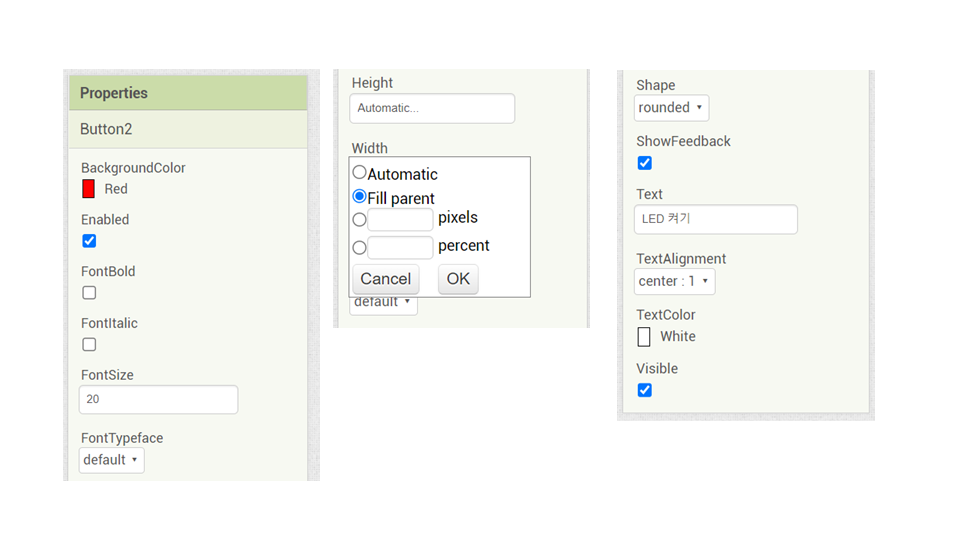 Properties
Button2
BackgroundColor
Red
Enabled
FontBold
FontItalic
FontSize
20
FontTypeface
default
Height
Automatic...
Width
Automatic
Fill parent
pixels
percent
Cancel OK
default
Shape
rounded
ShowFeedback
Text
LED 켜기
TextAlignment
center : 1
TextColor
White
Visible